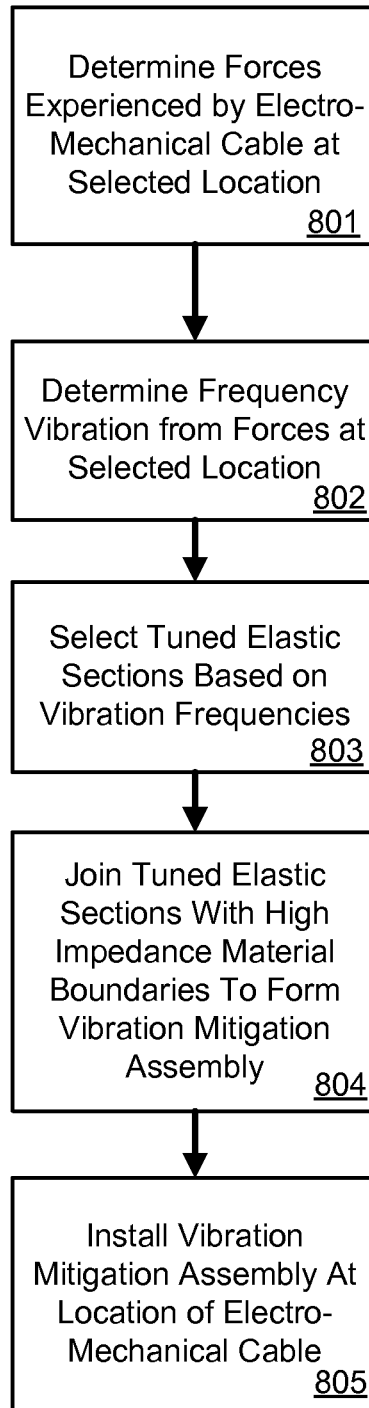 Determine Forces
Experienced by Electro-
Mechanical Cable at
Selected Location
801
Determine Frequency
Vibration from Forces at
Selected Location
802
Select Tuned Elastic
Sections Based on
Vibration Frequencies
803
Join Tuned Elastic
Sections With High
Impedance Material
Boundaries To Form
Vibration Mitigation
Assembly
804
Install Vibration
Mitigation Assembly At
Location of Electro-
Mechanical Cable
805